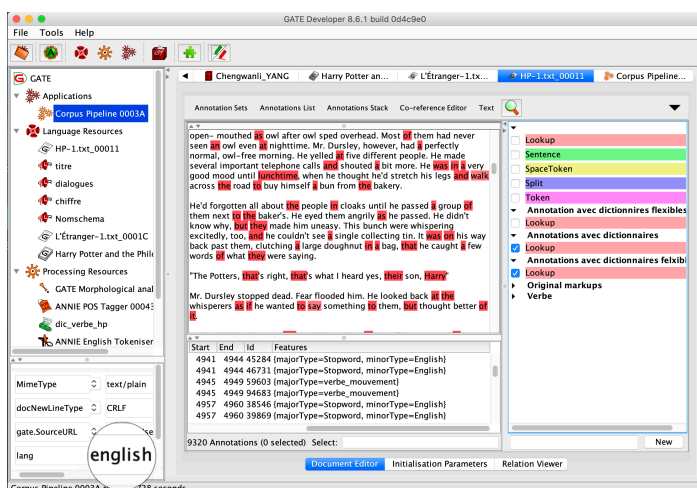 GATE Developer 8.6.1 build 0d4c9e0
File Tools Help
GATE
Applications
Corpus Pipeline 0003A
Language Resources
HP-1.txt_00011
titre
dialogues
chiffre
Nomschema
L'Étranger-1.txt_0001C
Harry Potter and the Philo
Processing Resources
GATE Morphological anal
ANNIE POS Tagger 00043
dic_verbe_hp
ANNIE English Tokeniser
MimeType text/plain
docNewLineType CRLF
gate.SourceURL
lang english
Chengwanli_YANG Harry Potter an... L'Étranger-1.tx... HP-1.txt_00011 Corpus Pipeline...
Annotation Sets Annotations List Annotations Stack Co-reference Editor Text
open- mouthed as owl after owl sped overhead. Most of them had never
seen an owl even at nighttime. Mr. Dursley, however, had a perfectly
normal, owl-free morning. He yelled at five different people. He made
several important telephone calls and shouted a bit more. He was in a very
good mood until lunchtime, when he thought he'd stretch his legs and walk
across the road to buy himself a bun from the bakery.
He'd forgotten all about the people in cloaks until he passed a group of
them next to the baker's. He eyed them angrily as he passed. He didn't
know why, but they made him uneasy. This bunch were whispering
excitedly, too, and he couldn't see a single collecting tin. It was on his way
back past them, clutching a large doughnut in a bag, that he caught a few
words of what they were saying.
"The Potters, that's right, that's what I heard yes, their son, Harry"
Mr. Dursley stopped dead. Fear flooded him. He looked back at the
whisperers as if he wanted to say something to them, but thought better of
it.
Start End Id Features
4941 4944 45284 {majorType=Stopword, minorType=English}
4941 4944 46731 {majorType=Stopword, minorType=English}
4945 4949 59603 {majorType=verbe_mouvement}
4945 4949 94683 {majorType=verbe_mouvement}
4957 4960 38546 {majorType=Stopword, minorType=English}
4957 4960 39869 {majorType=Stopword, minorType=English}
9320 Annotations (0 selected) Select:
Lookup
Sentence
SpaceToken
Split
Token
Annotation avec dictionnires flexibles
Lookup
Annotation avec dictionnaires
Lookup
Annotation avec dictionnaires felxibl
Lookup
Original markups
Verbe
New
Document Editor Initialisation Parameters Relation Viewer